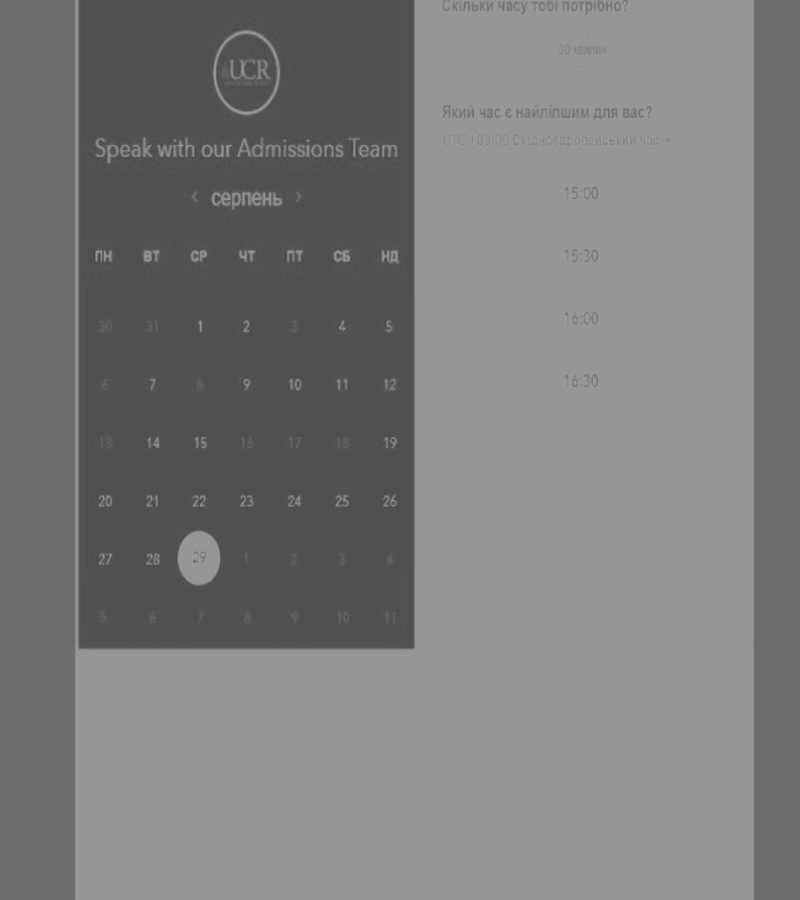 UCR
Speak with our Admissions Team
‹ серпень ›
ПН ВТ СР ЧТ ПТ СБ НД
30 31 1 2 3 4 5
6 7 8 9 10 11 12
13 14 15 16 17 18 19
20 21 22 23 24 25 26
27 28 29 1 2 3 4
5 6 7 8 9 10 11
Скільки часу тобі потрібно?
30 хвилин
Який час є найліпшим для вас?
UTC +03:00 Східноєвропейський час
15:00
15:30
16:00
16:30